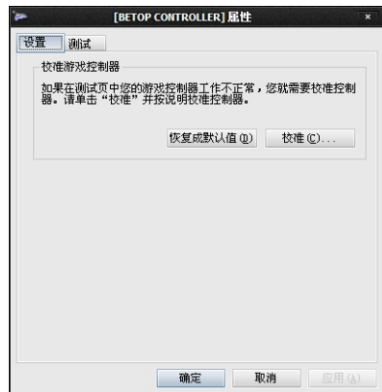 [BETOP CONTROLLER] 属性
设置 测试
校准游戏控制器
如果在测试页中您的游戏控制器工作不正常，您就需要校准控制
器。请单击“校准”并按说明校准控制器。
恢复成默认值(D) 校准(C)...
确定 取消 应用(A)